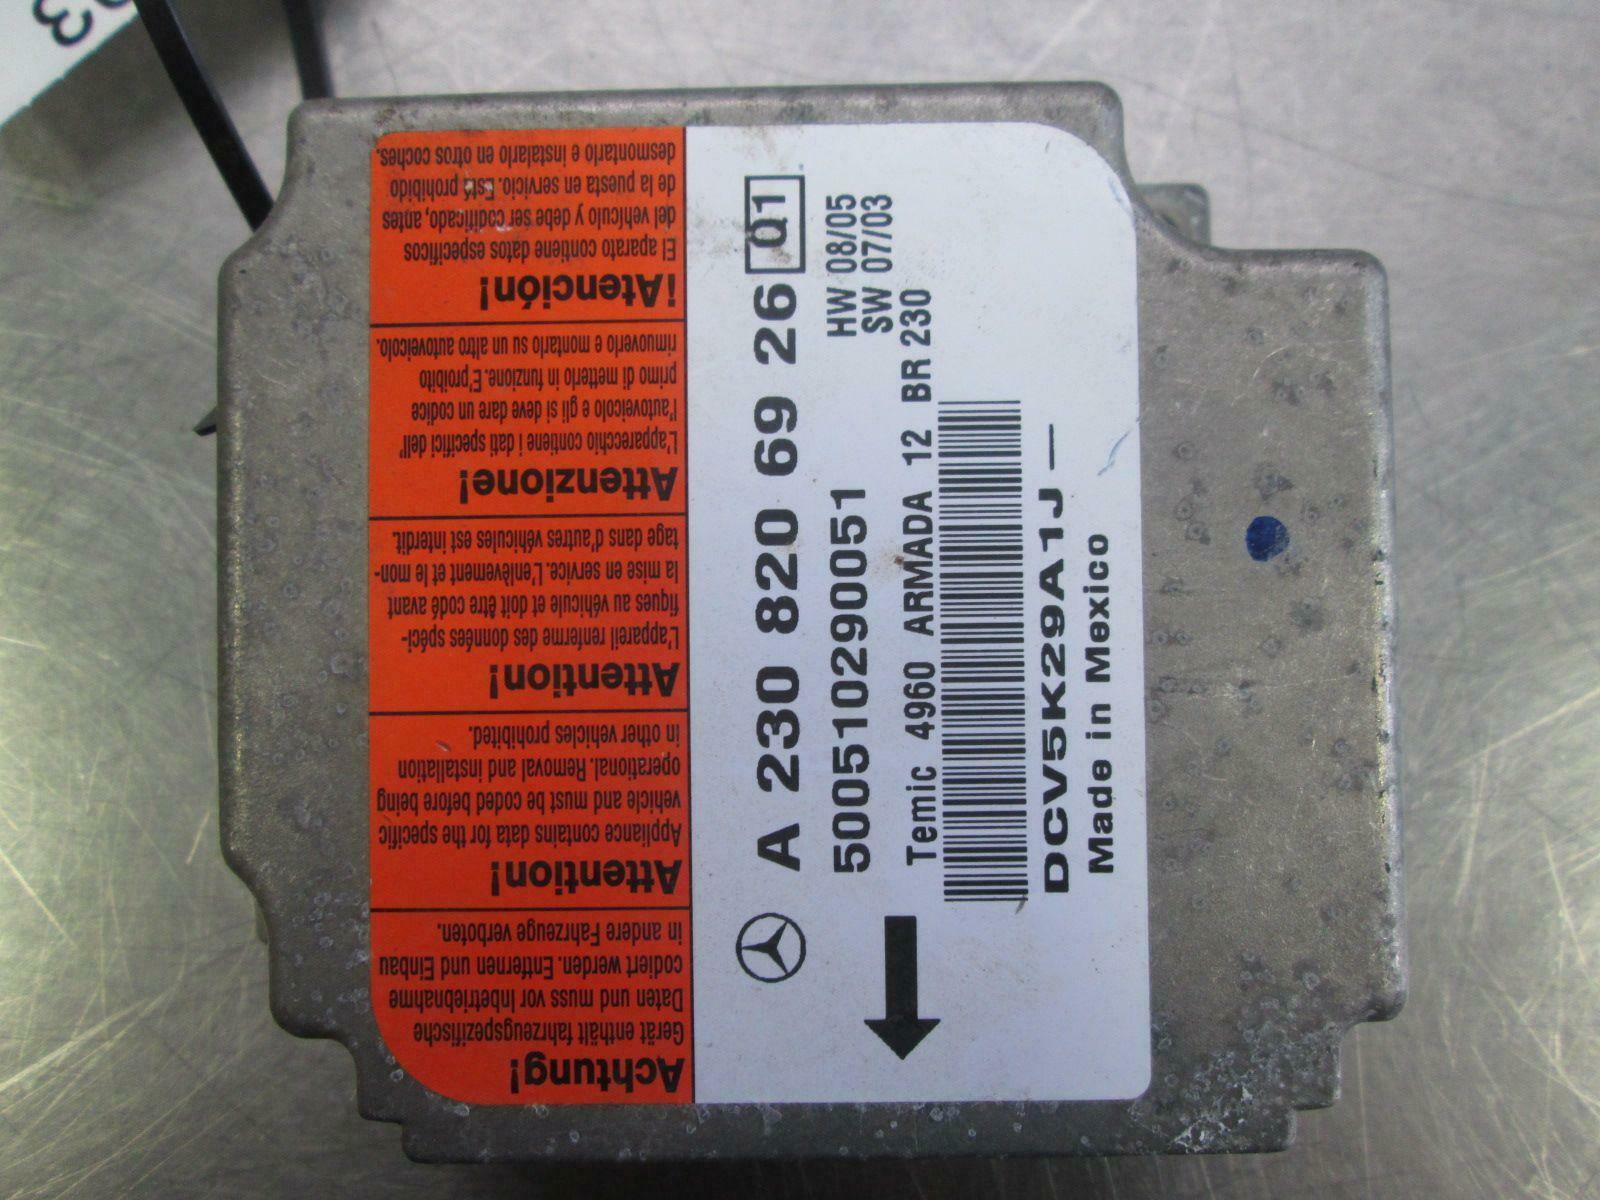 ¡Atención!
El aparato contiene datos específicos
del vehículo y debe ser codificado, antes
de la puesta en servicio. Está prohibido
desmontarlo e instalarlo en otros coches.
Attenzione!
L'apparecchio contiene i dati specifici dell'
l'autoveicolo e gli si deve dare un codice
primo di metterlo in funzione. E'proibito
rimuoverlo e montarlo su un altro autoveicolo.
Attention!
L'appareil renferme des données spéci-
fiques au véhicule et doit être codé avant
la mise en service. L'enlèvement et le mon-
tage dans d'autres véhicules est interdit.
Attention!
Appliance contains data for the specific
vehicle and must be coded before being
operational. Removal and installation
in other vehicles prohibited.
Achtung!
Gerät enthält fahrzeugspezifische
Daten und muss vor Inbetriebnahme
codiert werden. Entfernen und Einbau
in andere Fahrzeuge verboten.
A 230 820 69 26 Q1
500510290051
HW 08/05
SW 07/03
Temic 4960 ARMADA 12 BR 230
DCV5K29A1J—
Made in Mexico